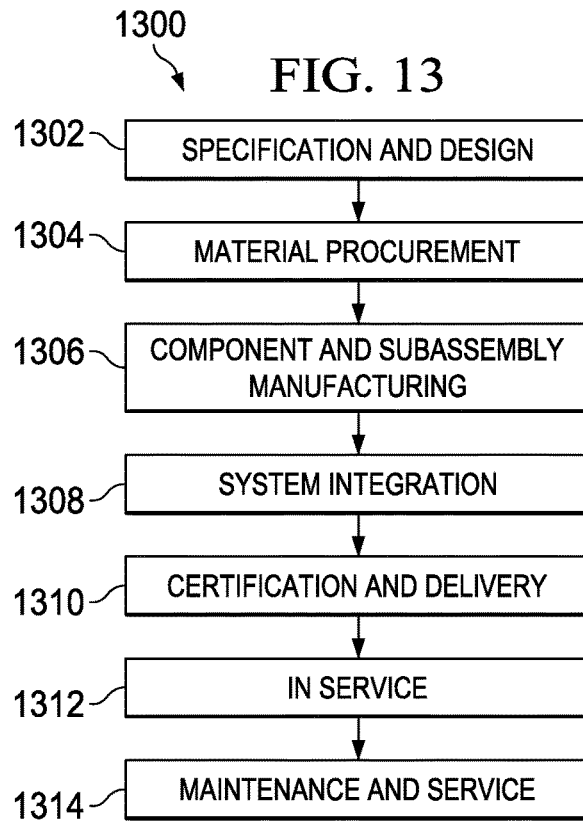 1300
FIG. 13
1302
SPECIFICATION AND DESIGN
1304
MATERIAL PROCUREMENT
1306
COMPONENT AND SUBASSEMBLY
MANUFACTURING
1308
SYSTEM INTEGRATION
1310
CERTIFICATION AND DELIVERY
1312
IN SERVICE
1314
MAINTENANCE AND SERVICE